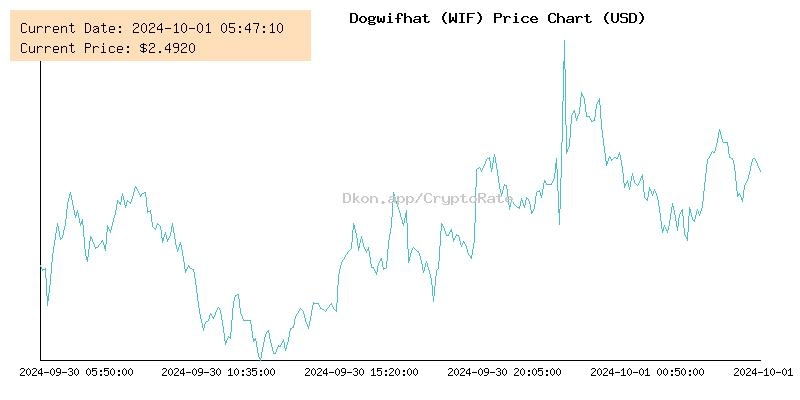 Dogwifhat (WIF) Price Chart (USD)
Current Date: 2024-10-01 05:47:10
Current Price: $2.4920
Dkon.app/CryptoRate
2024-09-30 05:50:00 2024-09-30 10:35:00 2024-09-30 15:20:00 2024-09-30 20:05:00 2024-10-01 00:50:00 2024-10-01